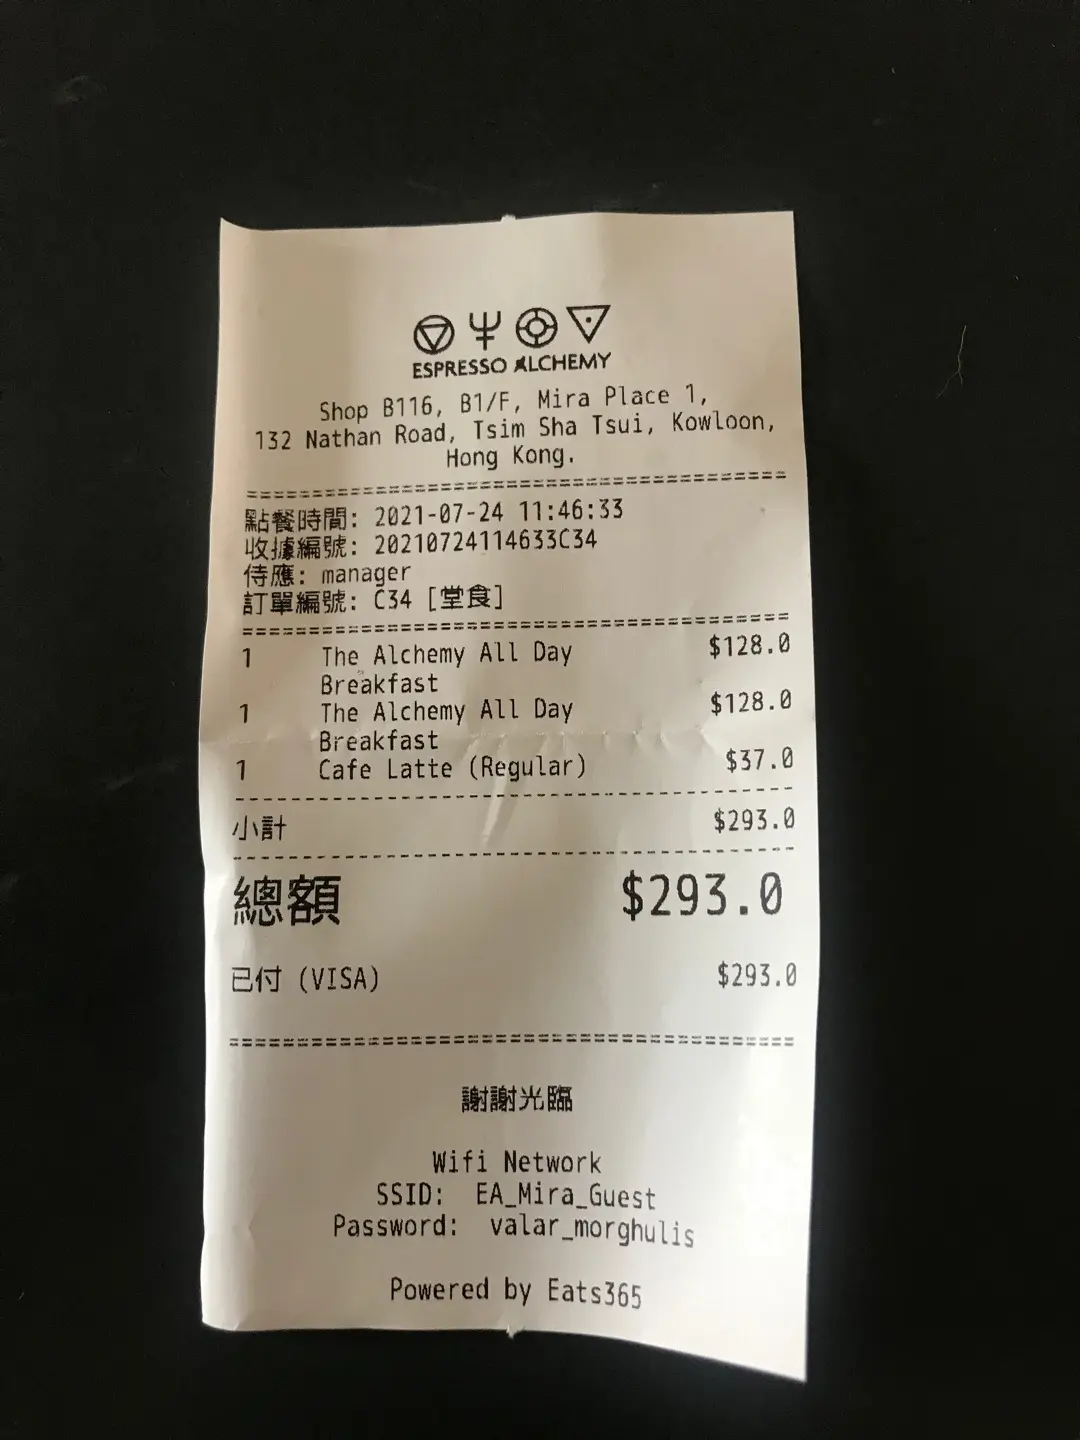 ESPRESSO ALCHEMY
Shop B116, B1/F, Mira Place 1,
132 Nathan Road, Tsim Sha Tsui, Kowloon,
Hong Kong.
點餐時間: 2021-07-24 11:46:33
收據編號: 20210724114633C34
侍應: manager
訂單編號: C34 [堂食]
1 The Alchemy All Day $128.0
Breakfast
1 The Alchemy All Day $128.0
Breakfast
1 Cafe Latte (Regular) $37.0
小計 $293.0
總額 $293.0
已付 (VISA) $293.0
謝謝光臨
Wifi Network
SSID: EA_Mira_Guest
Password: valar_morghulis
Powered by Eats365